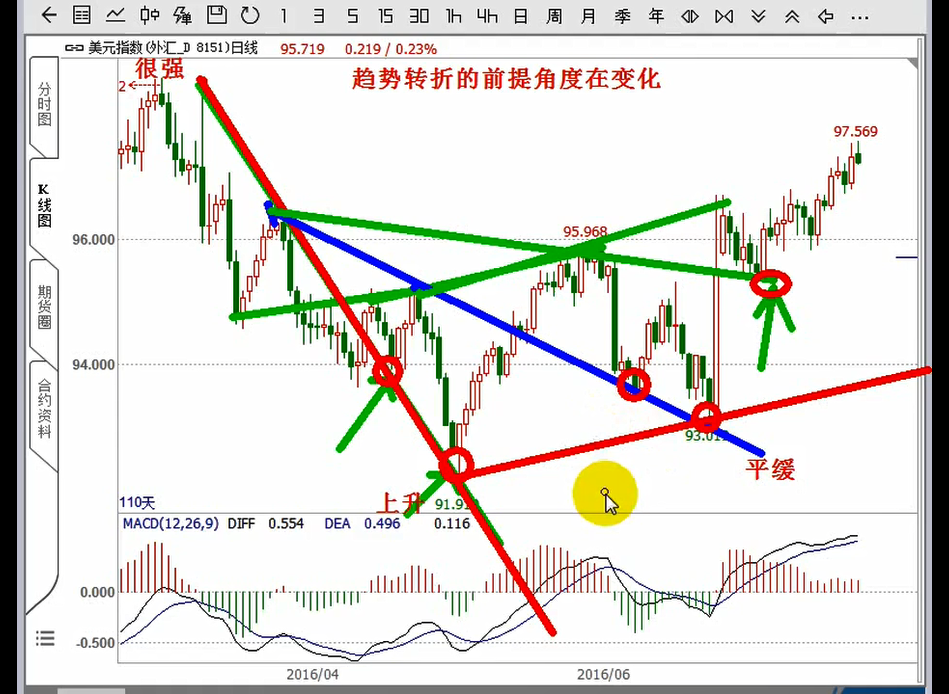 1 3 5 15 30 1h 4h 日 周 月 季 年
美元指数(外汇_D 8151)日线 95.719 0.219 / 0.23%
分时图
K线图
期货圈
合约资料
很强
趋势转折的前提角度在变化
2
97.569
96.000
95.968
94.000
93.01
平缓
上升
91.91
110天
MACD(12,26,9) DIFF 0.554 DEA 0.496 0.116
0.000
-0.500
2016/04 2016/06